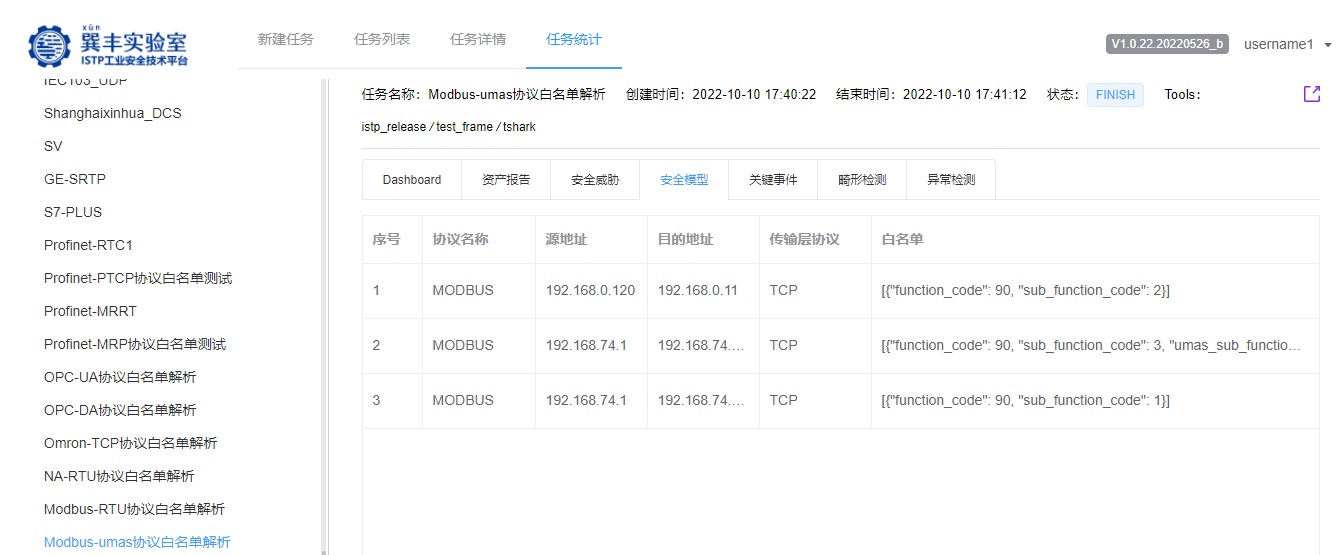 xùn
巽丰实验室
ISTP工业安全技术平台
新建任务 任务列表 任务详情 任务统计
V1.0.22.20220526_b username1
IEC103_UDP
Shanghaixinhua_DCS
SV
GE-SRTP
S7-PLUS
Profinet-RTC1
Profinet-PTCP协议白名单测试
Profinet-MRRT
Profinet-MRP协议白名单测试
OPC-UA协议白名单解析
OPC-DA协议白名单解析
Omron-TCP协议白名单解析
NA-RTU协议白名单解析
Modbus-RTU协议白名单解析
Modbus-umas协议白名单解析
任务名称: Modbus-umas协议白名单解析 创建时间: 2022-10-10 17:40:22 结束时间: 2022-10-10 17:41:12 状态: FINISH Tools:
istp_release / test_frame / tshark
Dashboard 资产报告 安全威胁 安全模型 关键事件 畸形检测 异常检测
序号 协议名称 源地址 目的地址 传输层协议 白名单
1 MODBUS 192.168.0.120 192.168.0.11 TCP [{"function_code": 90, "sub_function_code": 2}]
2 MODBUS 192.168.74.1 192.168.74.… TCP [{"function_code": 90, "sub_function_code": 3, "umas_sub_functio…
3 MODBUS 192.168.74.1 192.168.74.… TCP [{"function_code": 90, "sub_function_code": 1}]